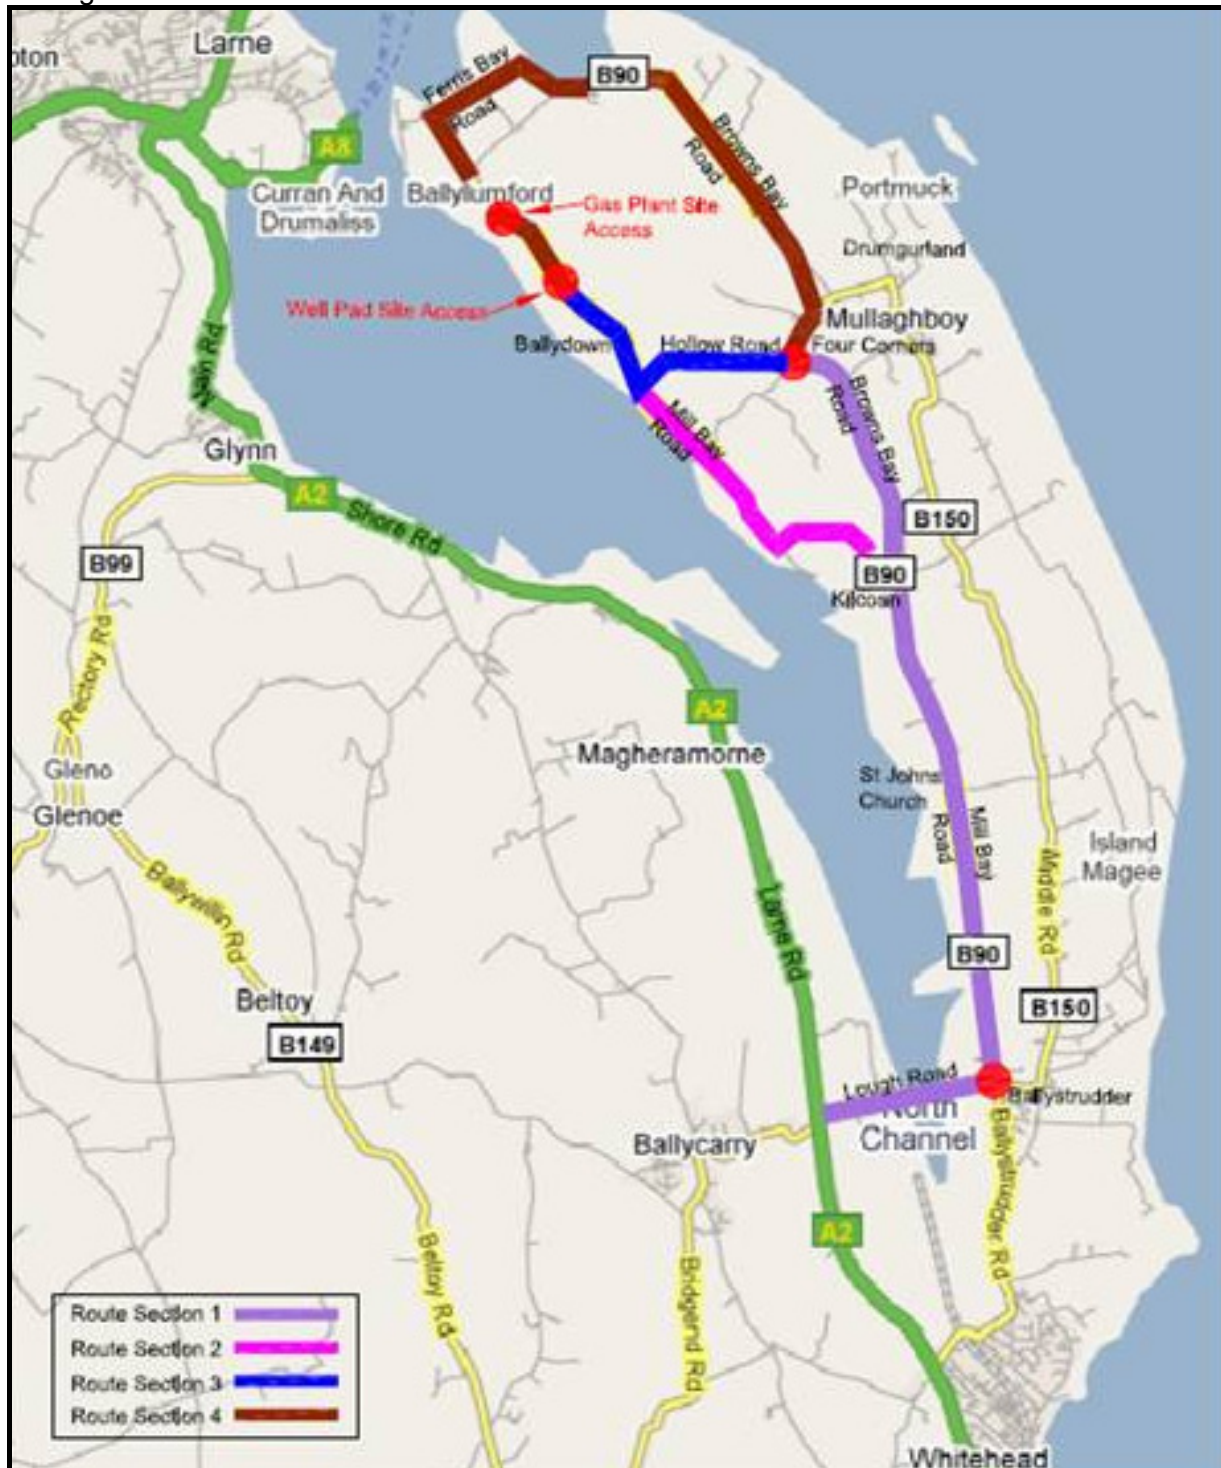 Larne
B90
Ferris Bay
Road
Browns Bay
Road
A8
Curran And
Drumaliss
Ballylumford
Gas Plant Site
Access
Portmuck
Drumgurland
Well Pad Site Access
Mullaghboy
Ballydown
Hollow Road
Four Corners
Main Rd
Mill Bay
Road
Browns Bay
Road
Glynn
A2
Shore Rd
B150
B99
B90
Kilcoan
Rectory Rd
A2
Magheramorne
Gleno
Glenoe
St Johns
Church
Mill Bay
Road
Island
Magee
Middle Rd
Ballywillin Rd
Larne Rd
B90
Beltoy
B150
B149
Lough Road
Ballystrudder
North
Channel
Ballycarry
Ballystrudder Rd
A2
Beltoy Rd
Bridgend Rd
Route Section 1
Route Section 2
Route Section 3
Route Section 4
Whitehead